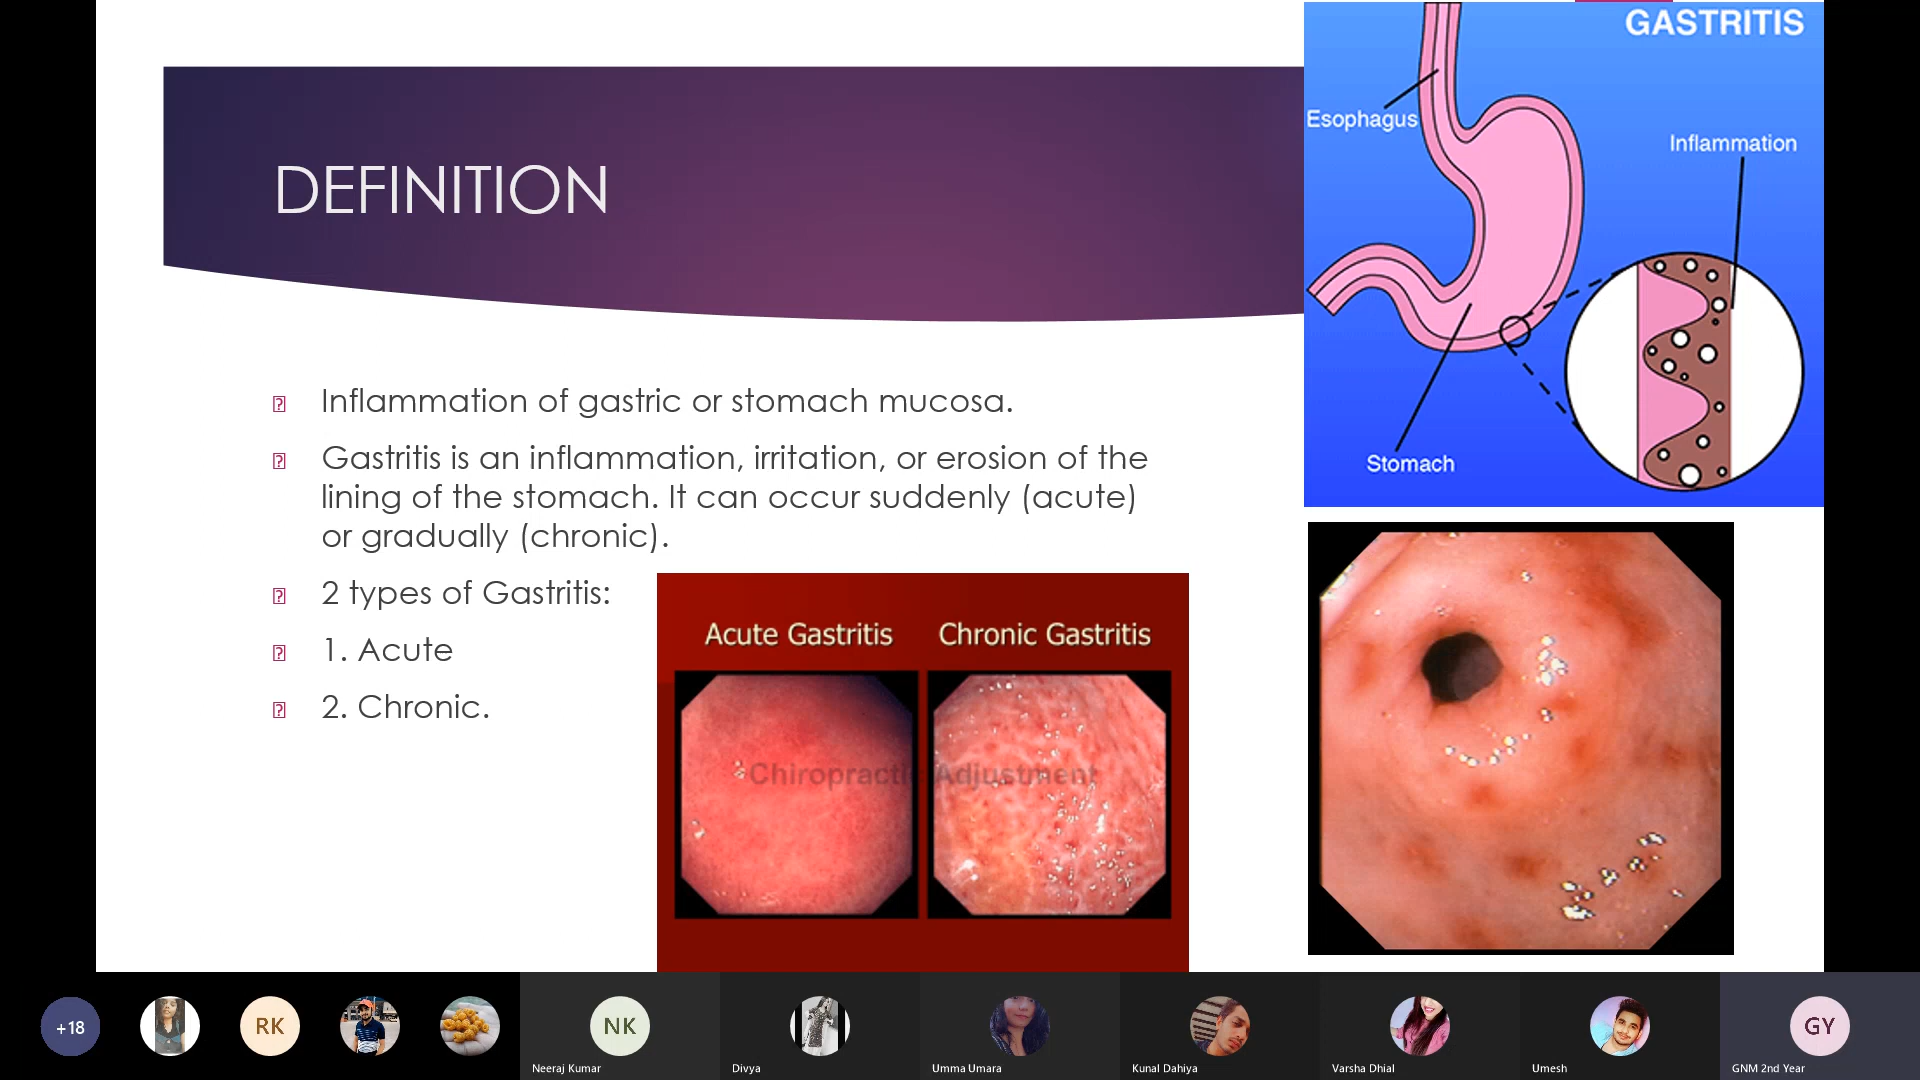 GASTRITIS
Esophagus
Inflammation
Stomach
DEFINITION
Inflammation of gastric or stomach mucosa.
Gastritis is an inflammation, irritation, or erosion of the
lining of the stomach. It can occur suddenly (acute)
or gradually (chronic).
2 types of Gastritis:
1. Acute
2. Chronic.
Acute Gastritis
Chronic Gastritis
Chiropractic Adjustment
+18
RK
NK
GY
Neeraj Kumar
Divya
Umma Umara
Kunal Dahiya
Varsha Dhial
Umesh
GNM 2nd Year